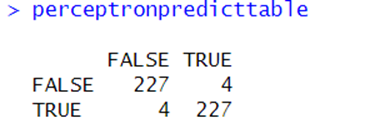 > perceptronpredicttable
FALSE TRUE
FALSE 227 4
TRUE 4 227